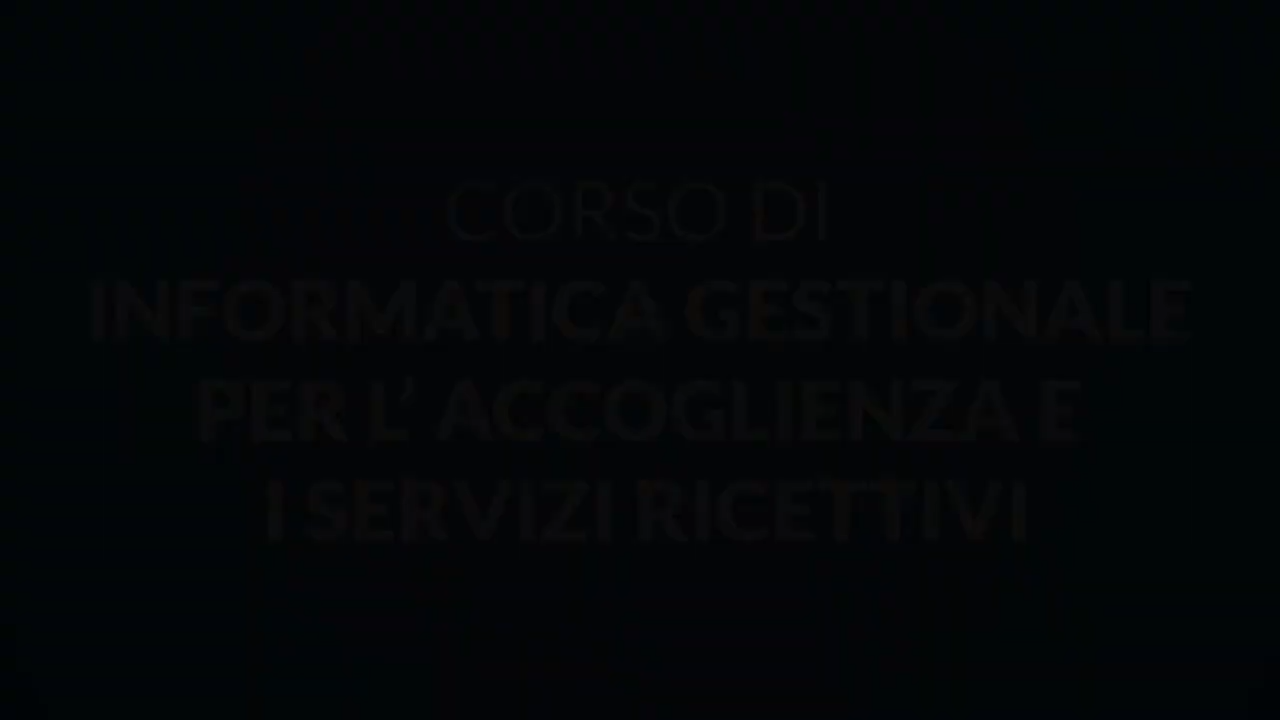 CORSO DI
INFORMATICA GESTIONALE
PER L’ ACCOGLIENZA E
I SERVIZI RICETTIVI